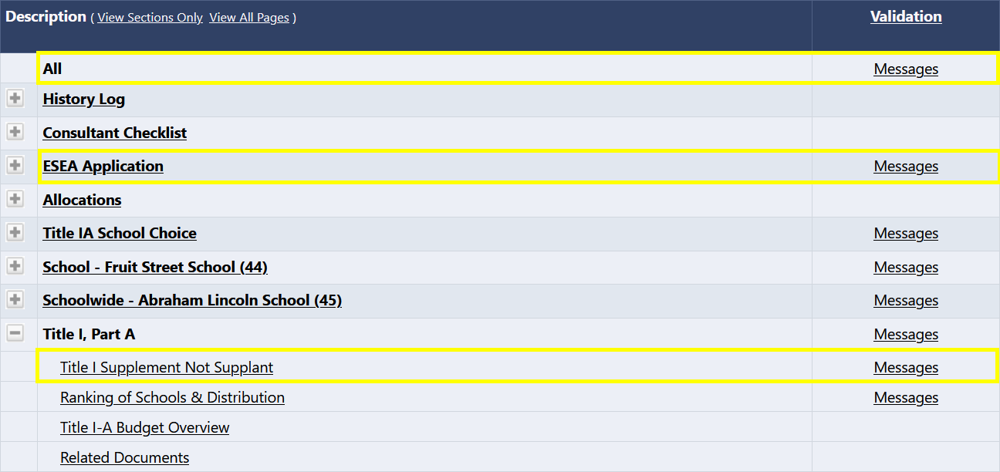 Description ( View Sections Only View All Pages ) Validation
All Messages
History Log
Consultant Checklist
ESEA Application Messages
Allocations
Title IA School Choice Messages
School - Fruit Street School (44) Messages
Schoolwide - Abraham Lincoln School (45) Messages
Title I, Part A Messages
Title I Supplement Not Supplant Messages
Ranking of Schools & Distribution Messages
Title I-A Budget Overview
Related Documents